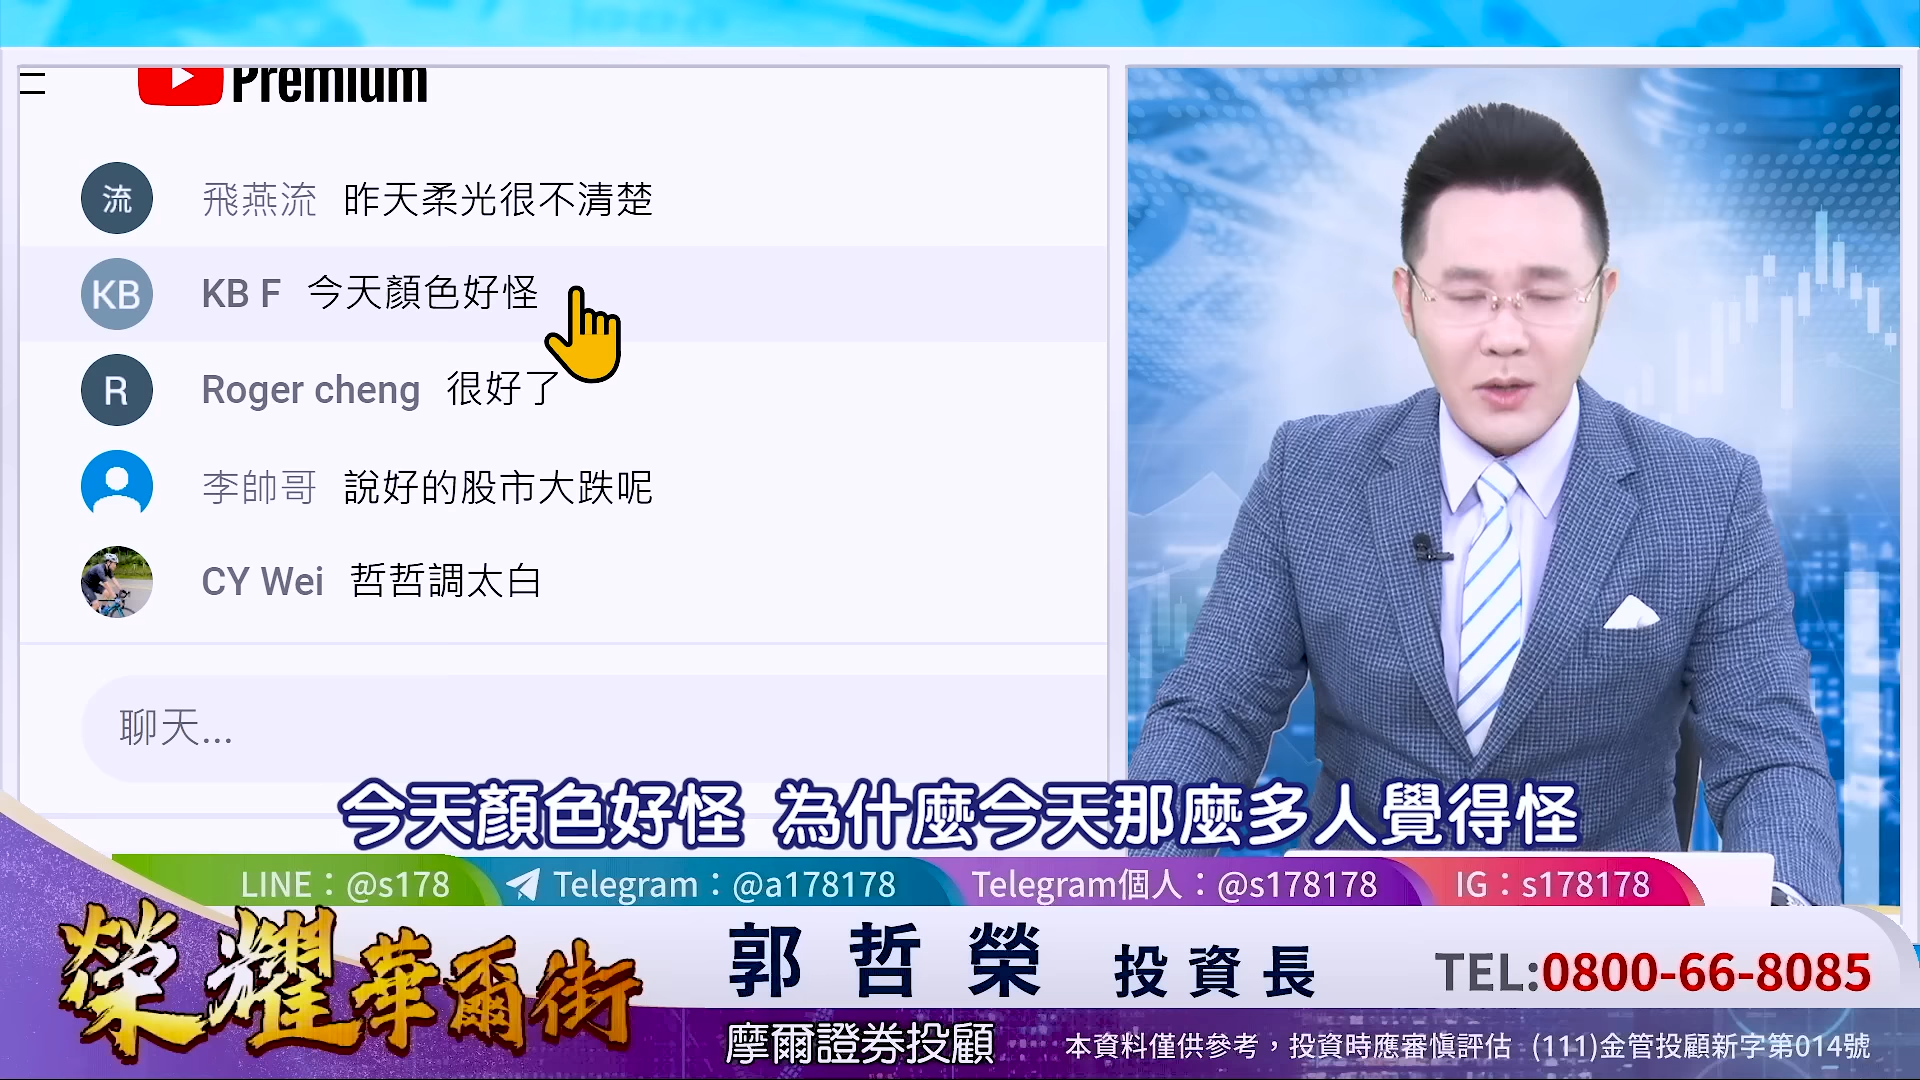 Premium
流 飛燕流 昨天柔光很不清楚
KB KB F 今天顏色好怪
R Roger cheng 很好了
李帥哥 說好的股市大跌呢
CY Wei 哲哲調太白
聊天...
今天顏色好怪 為什麼今天那麼多人覺得怪
LINE：@s178 Telegram：@a178178 Telegram個人：@s178178 IG：s178178
榮耀華爾街
郭哲榮 投資長 TEL:0800-66-8085
摩爾證券投顧 本資料僅供參考，投資時應審慎評估 (111)金管投顧新字第014號